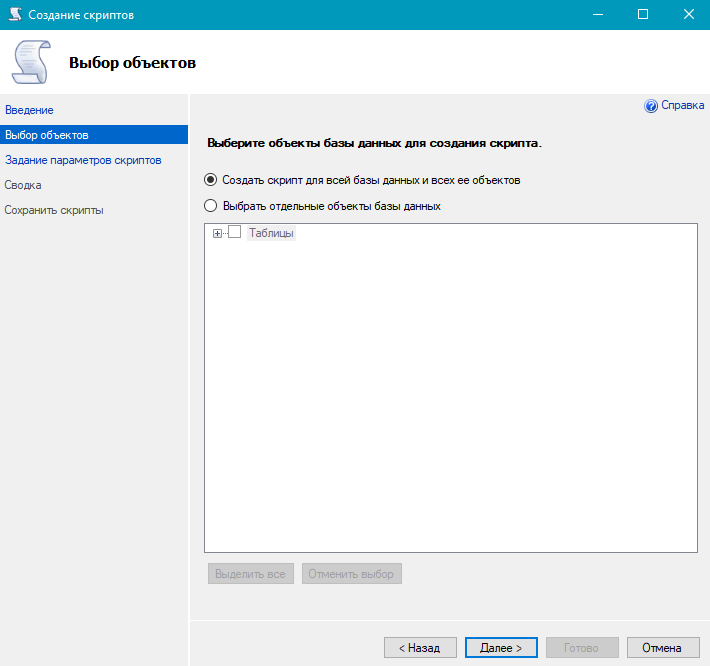 Создание скриптов
Выбор объектов
Введение
Выбор объектов
Задание параметров скриптов
Сводка
Сохранить скрипты
Справка
Выберите объекты базы данных для создания скрипта.
Создать скрипт для всей базы данных и всех ее объектов
Выбрать отдельные объекты базы данных
Таблицы
Выделить все
Отменить выбор
< Назад
Далее >
Готово
Отмена